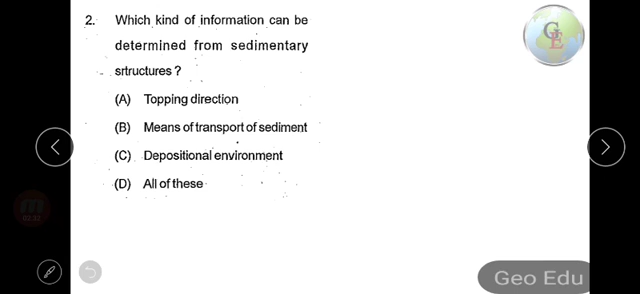 2. Which kind of information can be
determined from sedimentary
srtructures ?
(A) Topping direction
(B) Means of transport of sediment
(C) Depositional environment
(D) All of these
GE
Geo Edu